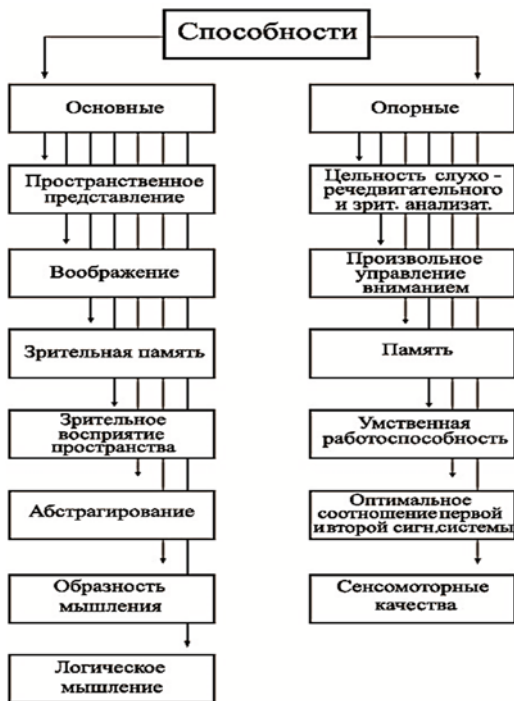 Способности
Основные
Пространственное
представление
Воображение
Зрительная память
Зрительное
восприятие
пространства
Абстрагирование
Образность
мышления
Логическое
мышление
Опорные
Цельность слухо -
речедвигательного
и зрит. анализат.
Произвольное
управление
вниманием
Память
Умственная
работоспособность
Оптимальное
соотношение первой
и второй сигн.системы
Сенсомоторные
качества